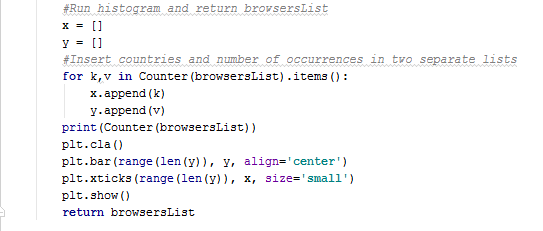 #Run histogram and return browsersList
x = []
y = []
#Insert countries and number of occurrences in two separate lists
for k,v in Counter(browsersList).items():
    x.append(k)
    y.append(v)
print(Counter(browsersList))
plt.cla()
plt.bar(range(len(y)), y, align='center')
plt.xticks(range(len(y)), x, size='small')
plt.show()
return browsersList